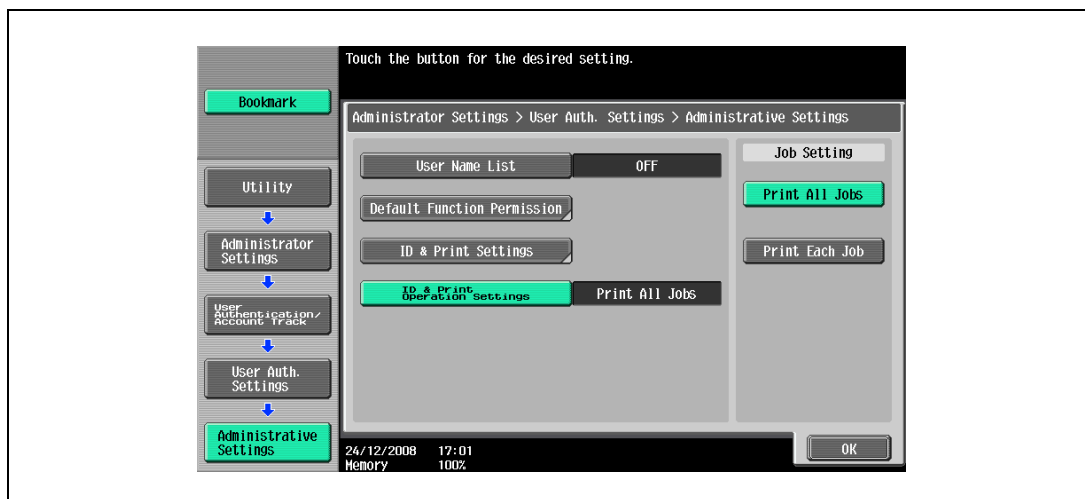 Touch the button for the desired setting.
Bookmark
Administrator Settings > User Auth. Settings > Administrative Settings
Utility
Administrator
Settings
User
Authentication/
Account Track
User Auth.
Settings
Administrative
Settings
User Name List
OFF
Default Function Permission
ID & Print Settings
ID & Print
Operation Settings
Print All Jobs
Job Setting
Print All Jobs
Print Each Job
24/12/2008 17:01
Memory 100%
OK